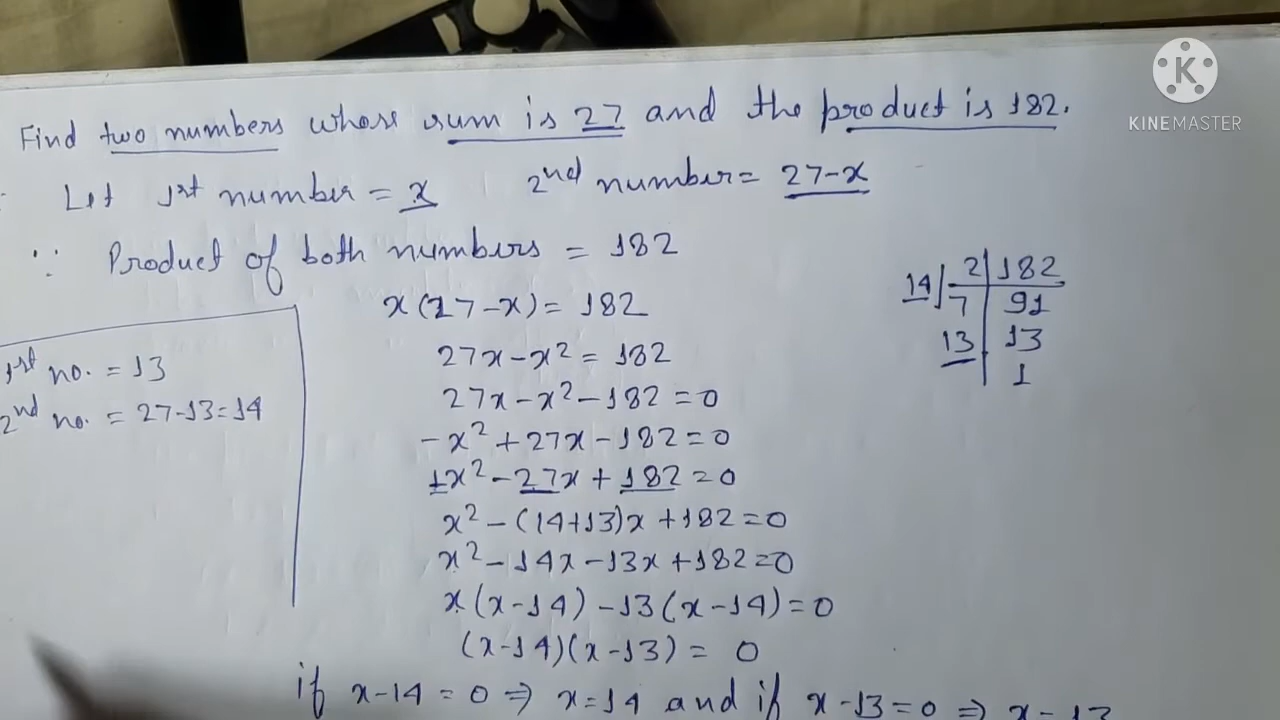 KINEMASTER
Find two numbers whose sum is 27 and the product is 182.
Let 1st number = x 2nd number = 27-x
∵ Product of both numbers = 182
x(27-x) = 182
27x-x² = 182
27x-x²-182 = 0
-x²+27x-182 = 0
1x²-27x+182 = 0
x²-(14+13)x+182 = 0
x²-14x-13x+182 = 0
x(x-14)-13(x-14) = 0
(x-14)(x-13) = 0
if x-14 = 0 ⇒ x = 14 and if x-13 = 0 ⇒ x = 13
1st no. = 13
2nd no. = 27-13 = 14
14 2 182
7 91
13 13
1